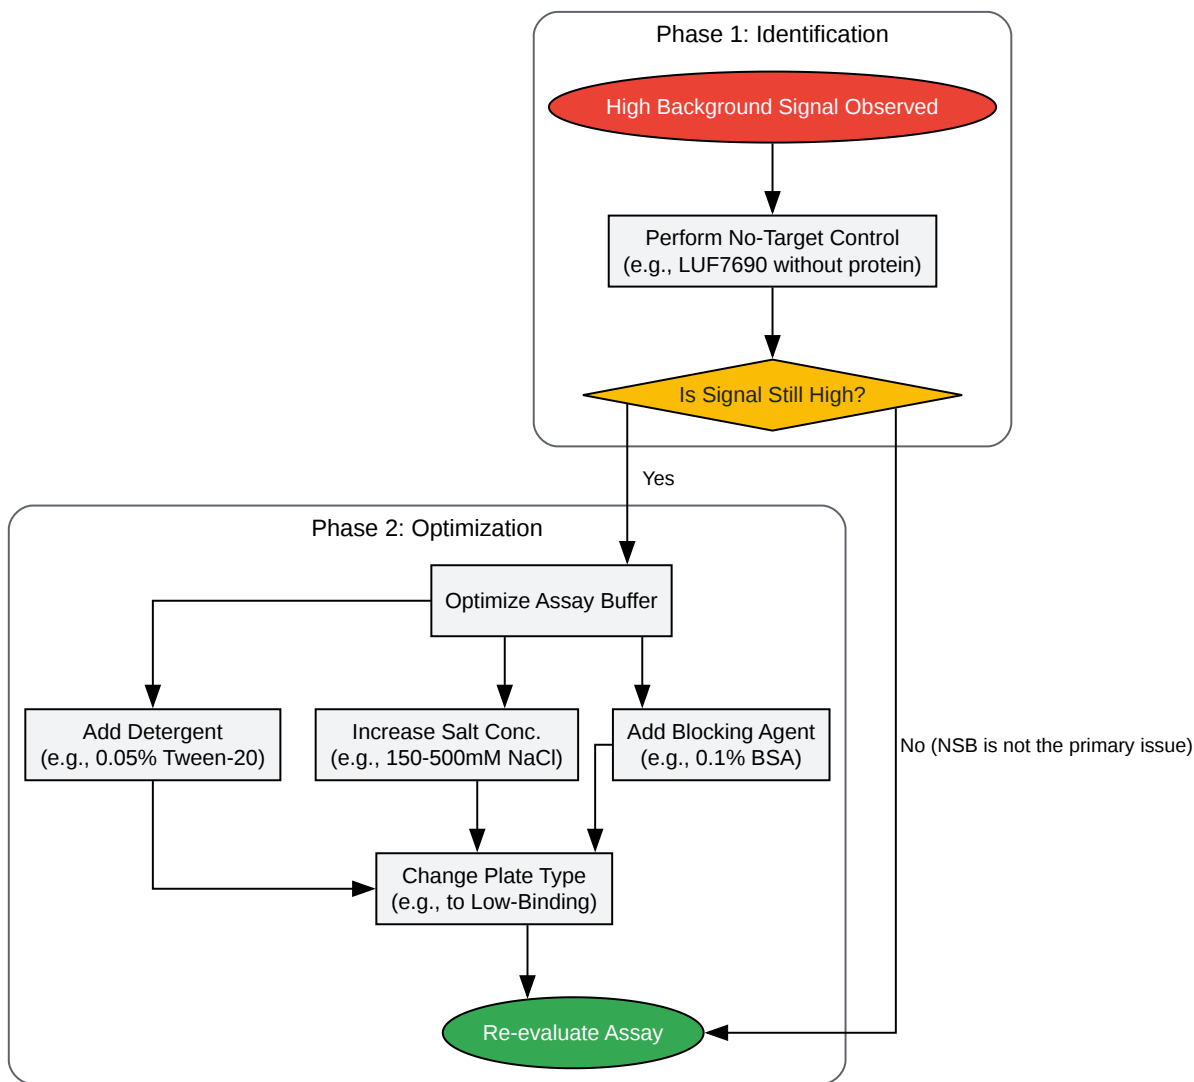 Phase 1: Identification
High Background Signal Observed
Perform No-Target Control
(e.g., LUF7690 without protein)
Is Signal Still High?
Yes
Phase 2: Optimization
Optimize Assay Buffer
Add Detergent
(e.g., 0.05% Tween-20)
Increase Salt Conc.
(e.g., 150-500mM NaCl)
Add Blocking Agent
(e.g., 0.1% BSA)
No (NSB is not the primary issue)
Change Plate Type
(e.g., to Low-Binding)
Re-evaluate Assay